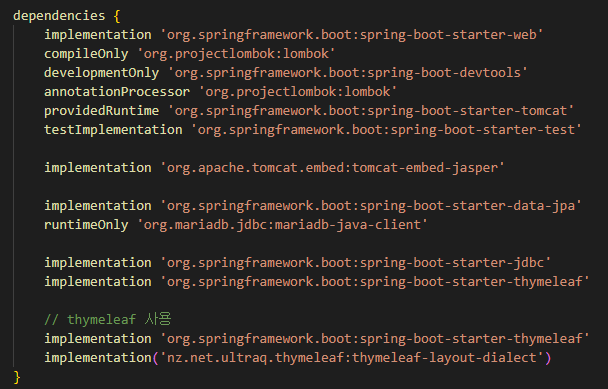 dependencies {
implementation 'org.springframework.boot:spring-boot-starter-web'
compileOnly 'org.projectlombok:lombok'
developmentOnly 'org.springframework.boot:spring-boot-devtools'
annotationProcessor 'org.projectlombok:lombok'
providedRuntime 'org.springframework.boot:spring-boot-starter-tomcat'
testImplementation 'org.springframework.boot:spring-boot-starter-test'
implementation 'org.apache.tomcat.embed:tomcat-embed-jasper'
implementation 'org.springframework.boot:spring-boot-starter-data-jpa'
runtimeOnly 'org.mariadb.jdbc:mariadb-java-client'
implementation 'org.springframework.boot:spring-boot-starter-jdbc'
implementation 'org.springframework.boot:spring-boot-starter-thymeleaf'
// thymeleaf 사용
implementation 'org.springframework.boot:spring-boot-starter-thymeleaf'
implementation('nz.net.ultraq.thymeleaf:thymeleaf-layout-dialect')
}